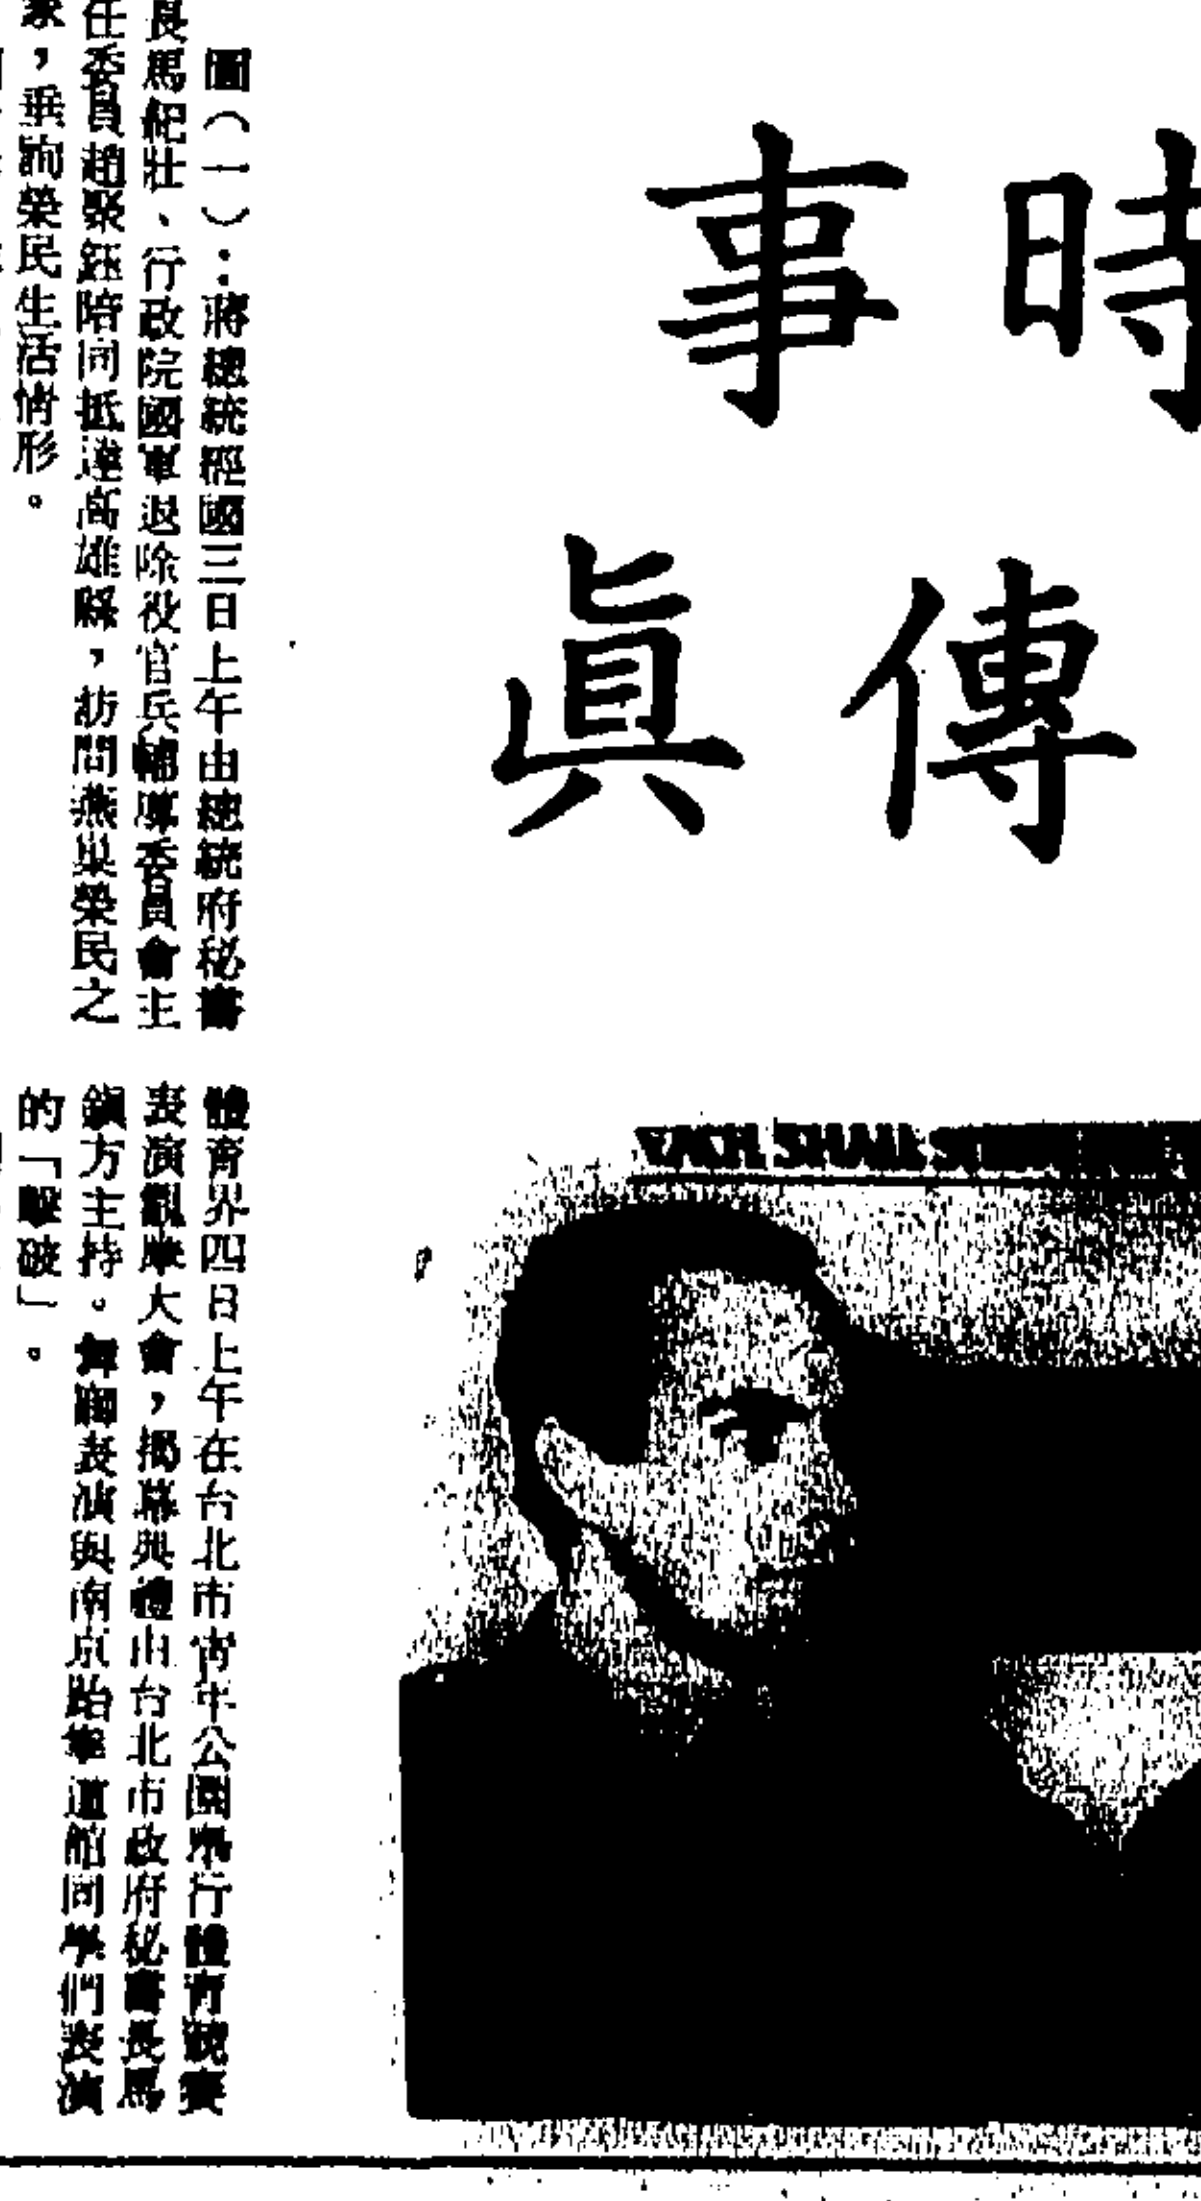 時事
傳眞
圖（一）：蔣總統經國三日上午由總統府秘書
長馬紀壯、行政院國軍退除役官兵輔導委員會主
任委員趙聚鈺陪同抵達高雄縣，訪問燕巢榮民之
家，垂詢榮民生活情形。
體育界四日上午在台北市青年公園舉行體育競賽
表演觀摩大會，揭幕典禮由台北市政府秘書長馬
鎮方主持。舞蹈表演與南京跆拳道館同學們表演
的「擊破」。
EACH SHALL